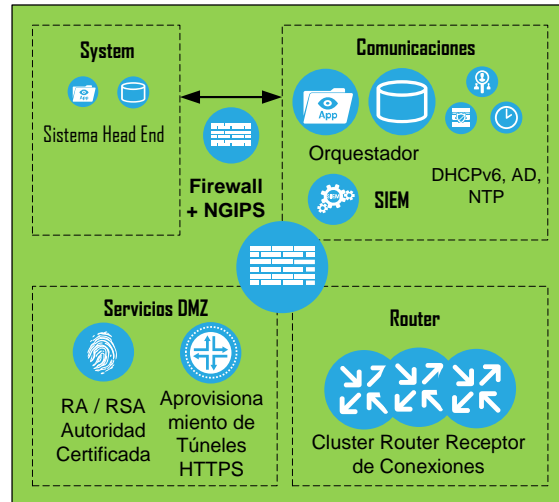 System
Sistema Head End
Firewall
+ NGIPS
Comunicaciones
App
Orquestador
SIEM
SIEM
DHCPv6, AD,
NTP
Servicios DMZ
RA / RSA
Autoridad
Certificada
Aprovisiona
miento de
Túneles
HTTPS
Router
Cluster Router Receptor
de Conexiones